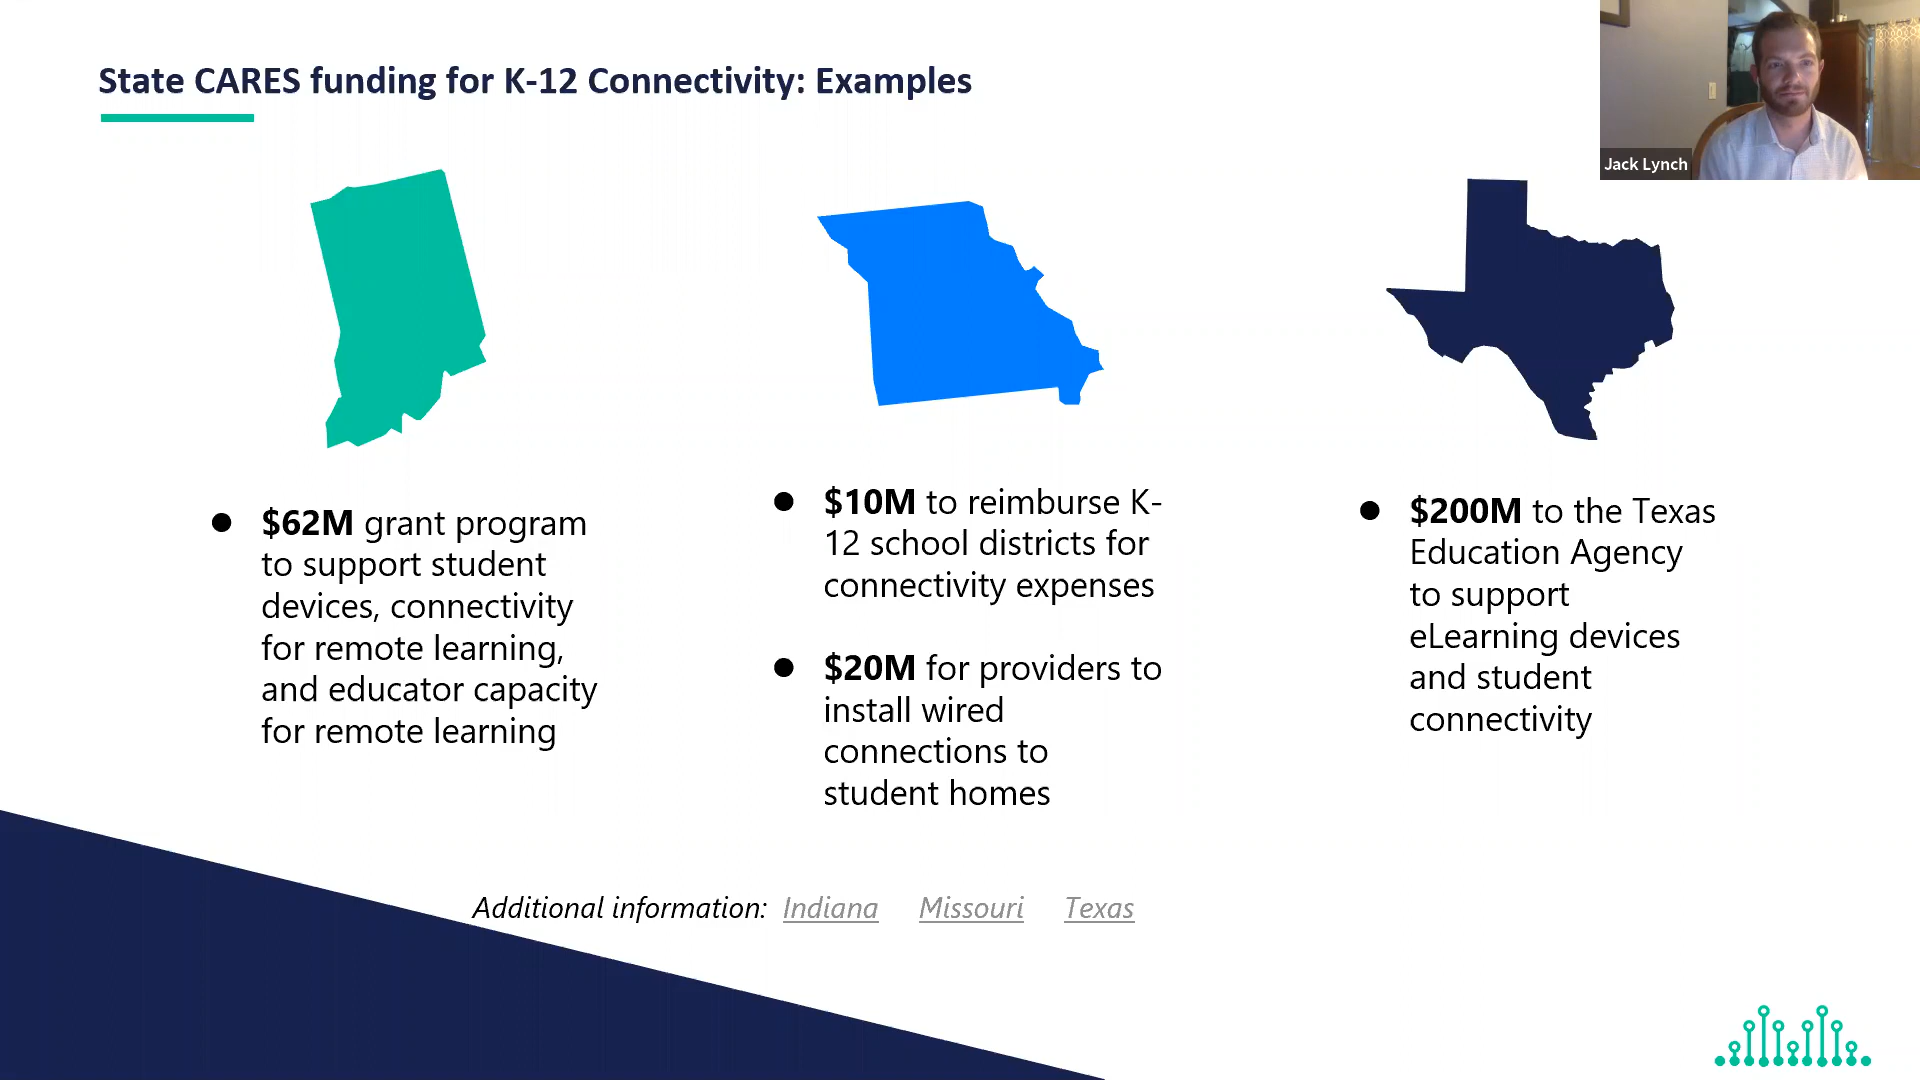 State CARES funding for K-12 Connectivity: Examples
Jack Lynch
● $62M grant program
to support student
devices, connectivity
for remote learning,
and educator capacity
for remote learning
● $10M to reimburse K-
12 school districts for
connectivity expenses
● $20M for providers to
install wired
connections to
student homes
● $200M to the Texas
Education Agency
to support
eLearning devices
and student
connectivity
Additional information: Indiana Missouri Texas